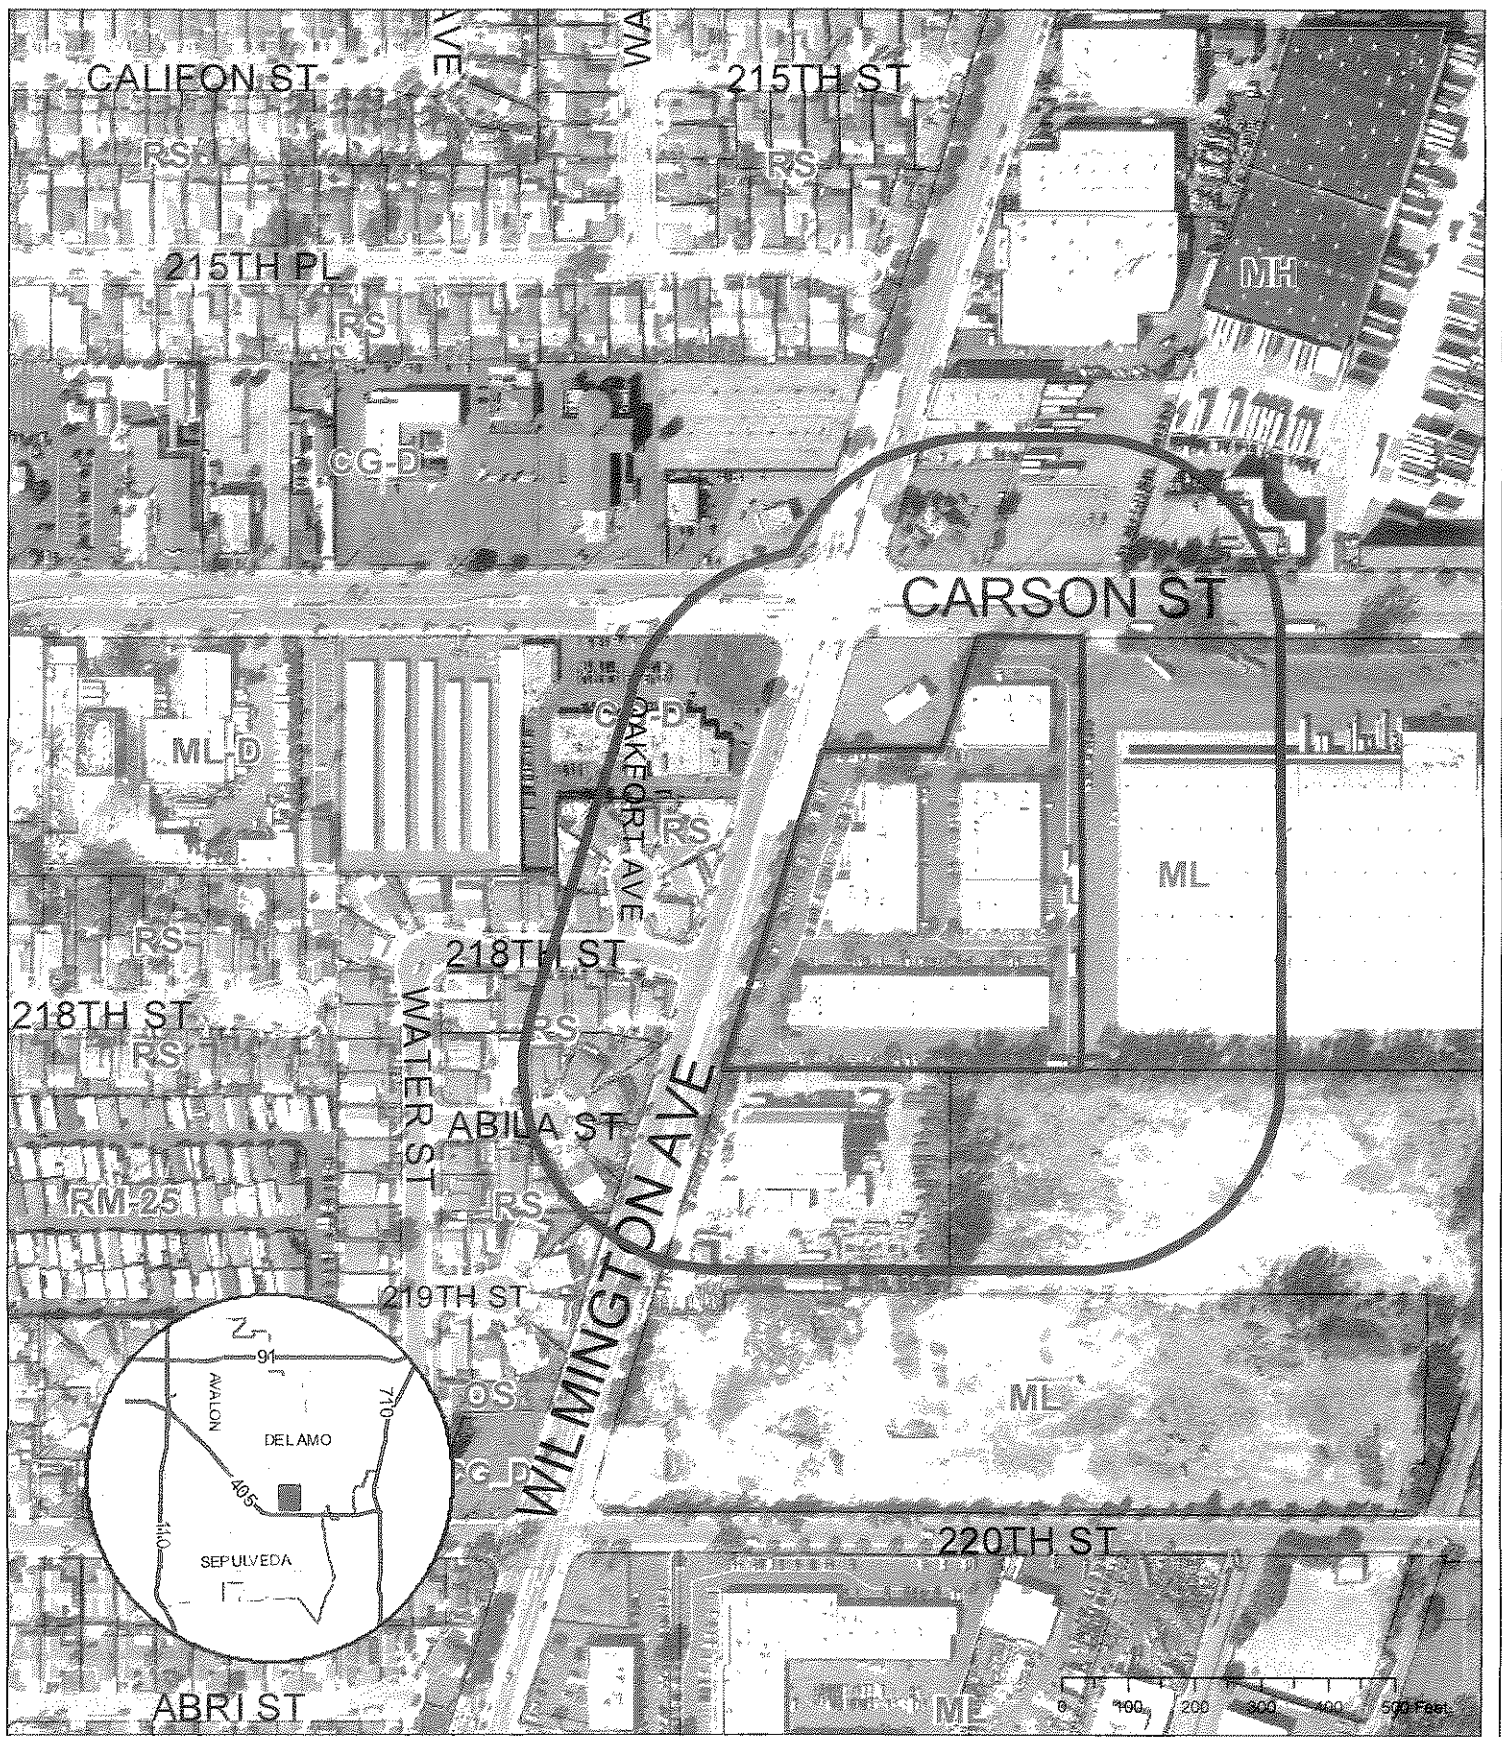 AVE
WA
CALIFON ST
215TH ST
RS
RS
215TH PL
MH
RS
CG-D
CARSON ST
CG-D
OAKFORT AVE
ML-D
RS
ML
RS
218TH ST
218TH ST
WATER ST
RS
RS
ABILA ST
WILMINGTON AVE
RM-25
RS
219TH ST
91
AVALON
710
OS
ML
DEL AMO
CG-D
405
110
220TH ST
SEPULVEDA
ABRI ST
ML
0 100 200 300 400 500 Feet